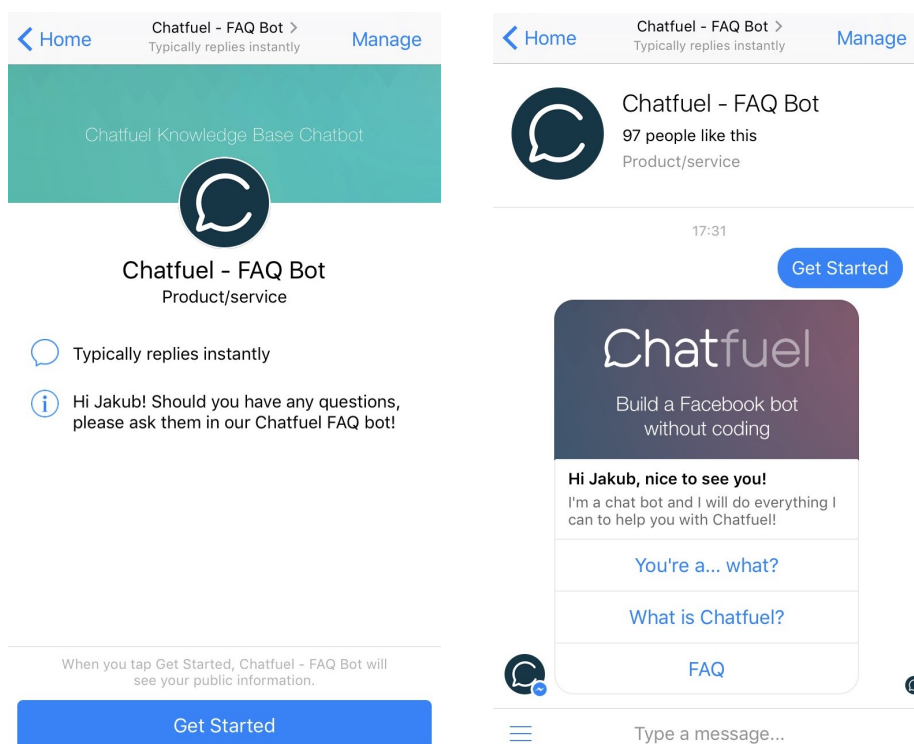 Home
Chatfuel - FAQ Bot >
Typically replies instantly
Manage
Chatfuel Knowledge Base Chatbot
Chatfuel - FAQ Bot
Product/service
Typically replies instantly
Hi Jakub! Should you have any questions,
please ask them in our Chatfuel FAQ bot!
When you tap Get Started, Chatfuel - FAQ Bot will
see your public information.
Get Started
Home
Chatfuel - FAQ Bot >
Typically replies instantly
Manage
Chatfuel - FAQ Bot
97 people like this
Product/service
17:31
Get Started
Chatfuel
Build a Facebook bot
without coding
Hi Jakub, nice to see you!
I'm a chat bot and I will do everything I
can to help you with Chatfuel!
You're a... what?
What is Chatfuel?
FAQ
Type a message...